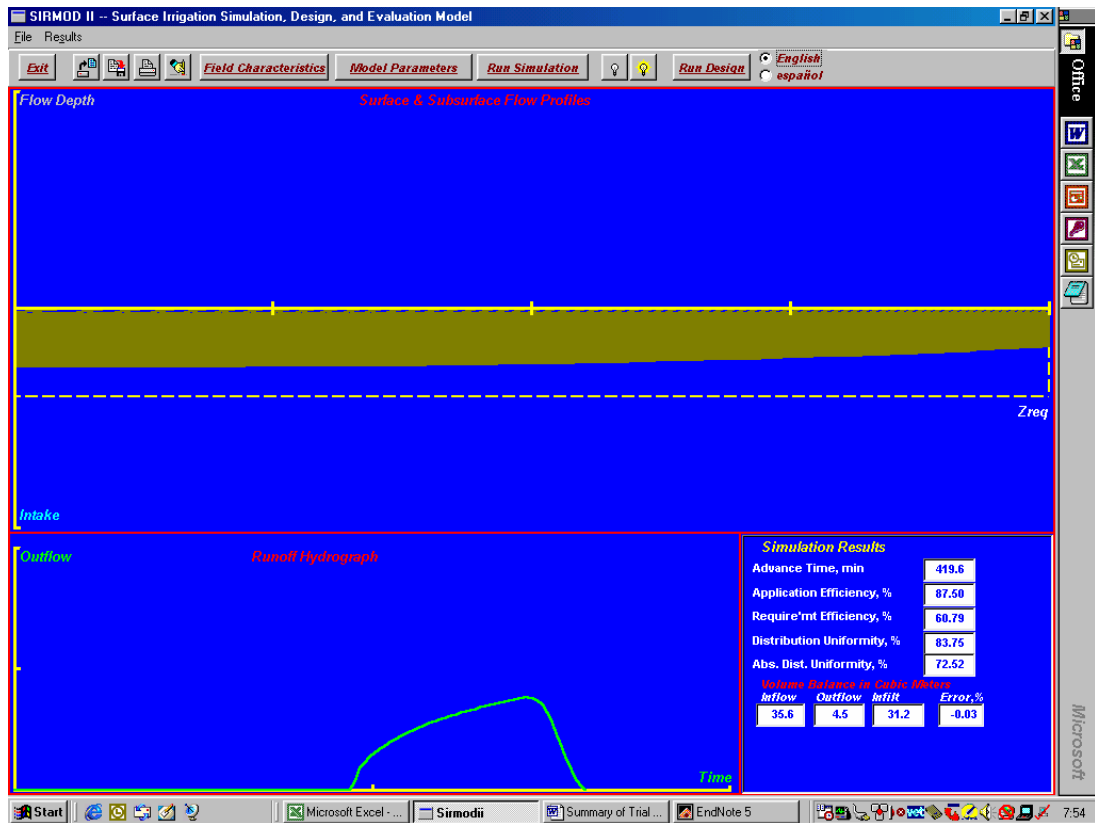 SIRMOD II -- Surface Irrigation Simulation, Design, and Evaluation Model
File Results
Exit Field Characteristics Model Parameters Run Simulation Run Design English
español
Office
Flow Depth Surface & Subsurface Flow Profiles
Zreq
Intake
Outflow Runoff Hydrograph
Time
Simulation Results
Advance Time, min 419.6
Application Efficiency, % 87.50
Require'mt Efficiency, % 60.79
Distribution Uniformity, % 83.75
Abs. Dist. Uniformity, % 72.52
Volume Balance in Cubic Meters
Inflow Outflow Infilt Error,%
35.6 4.5 31.2 -0.03
Microsoft
Start Microsoft Excel - ... Sirmodii Summary of Trial ... EndNote 5 vet 7:54